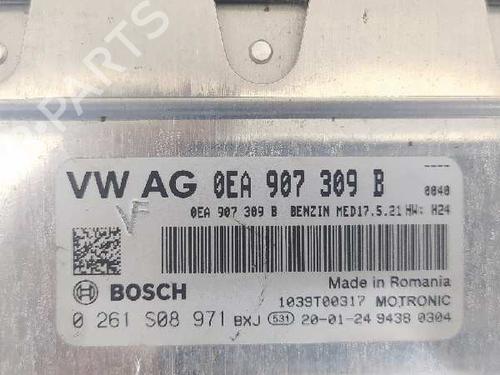 VW AG 0EA 907 309 B 0040
VF 0EA 907 309 B BENZIN MED17.5.21 HW: H24
BOSCH Made in Romania
1039T00317 MOTRONIC
0 261 S08 971 BXJ 531 20-01-24 9438 0304